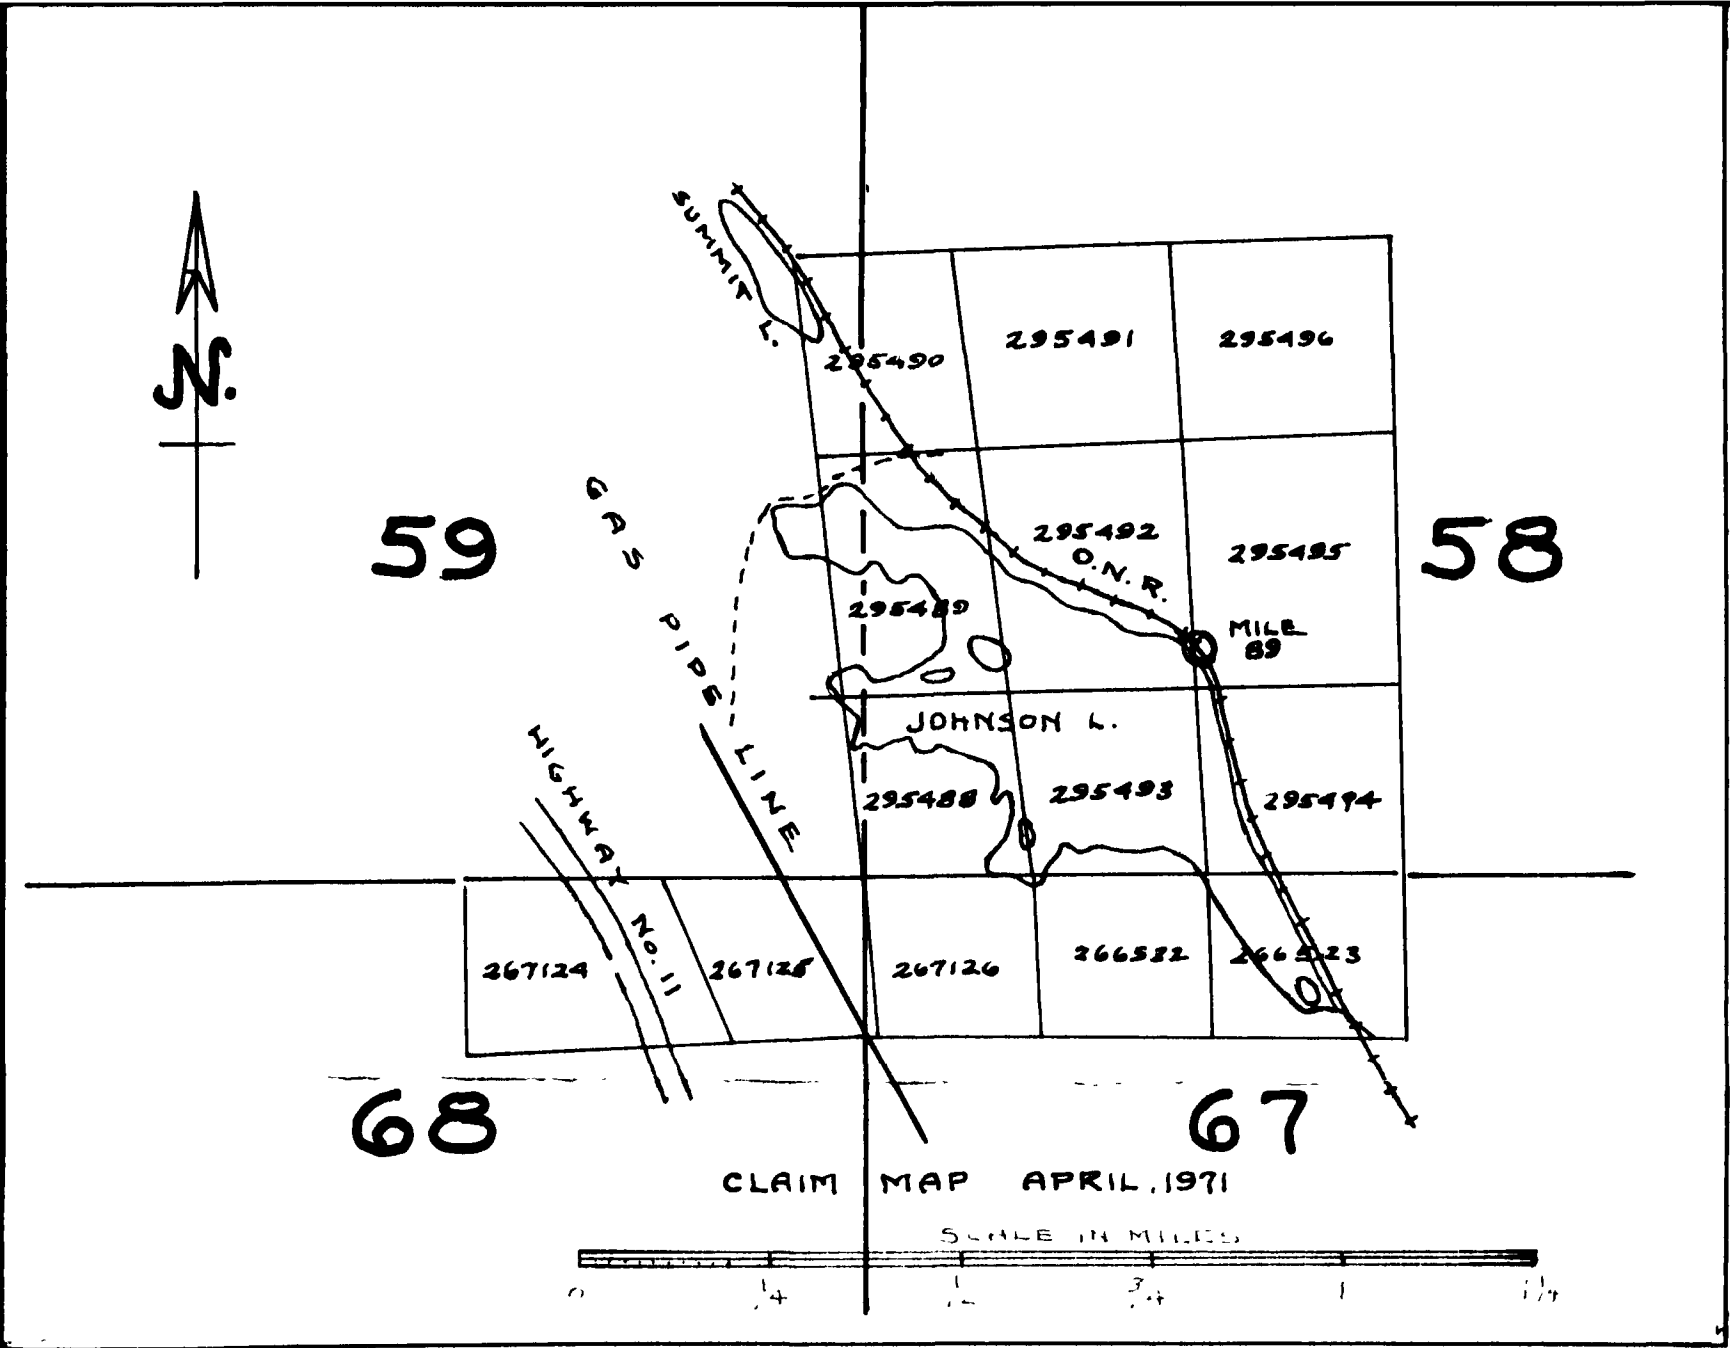 SUMMIT L.
N.
295490
295491
295496
GAS PIPE LINE
59
295492
O.N.R.
295495
58
295489
MILE
89
JOHNSON L.
HIGHWAY No. 11
295488
295493
295494
267124
267125
267126
266522
266523
68
67
CLAIM MAP APRIL, 1971
SCALE IN MILES
0 1/4 1/2 3/4 1 1 1/4